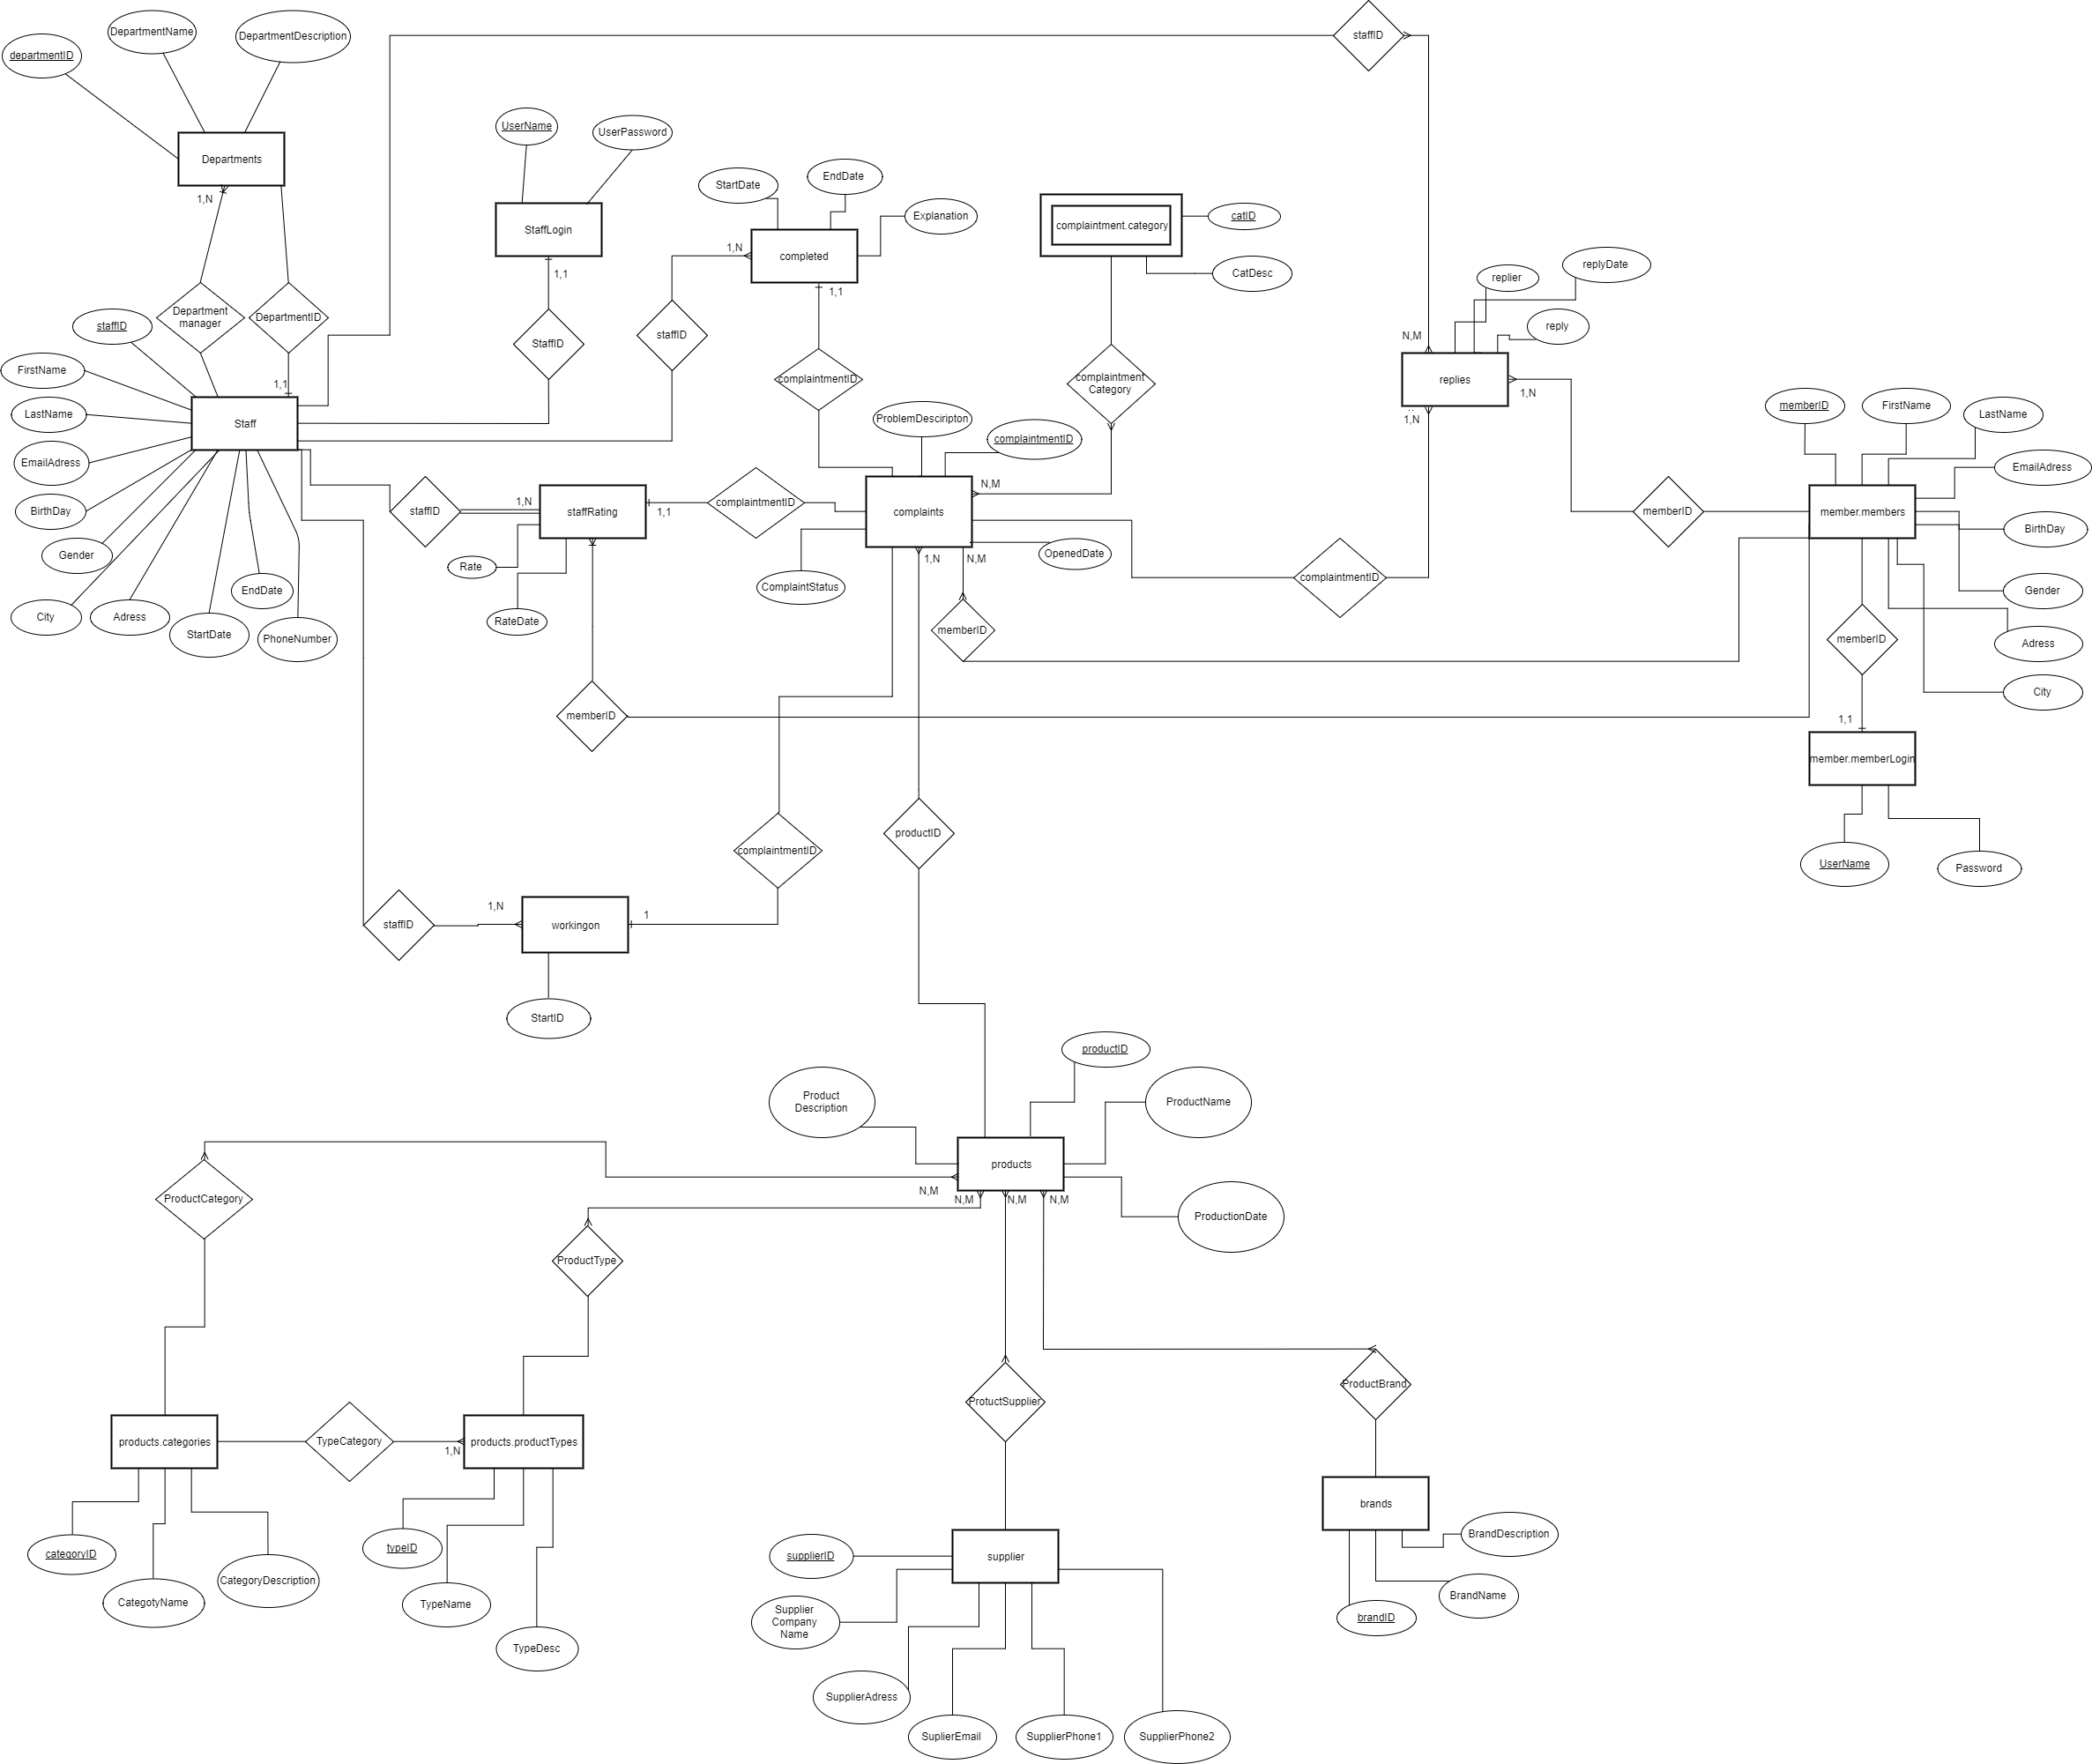 departmentID
DepartmentName
DepartmentDescription
staffID
Departments
1,N
UserName
UserPassword
StaffLogin
1,1
StartDate
EndDate
Explanation
completed
1,N
1,1
complaintment.category
catID
CatDesc
replier
replyDate
reply
N,M
replies
1,N
1,N
Department
manager
DepartmentID
1,1
StaffID
staffID
complaintmentID
complaintment
Category
staffID
FirstName
LastName
EmailAdress
BirthDay
Gender
City
Adress
StartDate
EndDate
PhoneNumber
Staff
ProblemDesciripton
complaintmentID
N,M
complaints
complaintmentID
staffID
1,N
staffRating
1,1
Rate
RateDate
ComplaintStatus
1,N
N,M
OpenedDate
memberID
complaintmentID
memberID
memberID
FirstName
LastName
EmailAdress
member.members
BirthDay
Gender
Adress
City
memberID
1,1
member.memberLogin
UserName
Password
memberID
productID
complaintmentID
staffID
1,N
workingon
1
StartID
productID
Product
Description
ProductName
products
ProductionDate
N,M
N,M
N,M
N,M
ProductCategory
ProductType
ProtuctSupplier
ProductBrand
products.categories
TypeCategory
1,N
products.productTypes
categoryID
CategotyName
CategoryDescription
typeID
TypeName
TypeDesc
brands
BrandDescription
BrandName
brandID
supplier
supplierID
Supplier
Company
Name
SupplierAdress
SuplierEmail
SupplierPhone1
SupplierPhone2